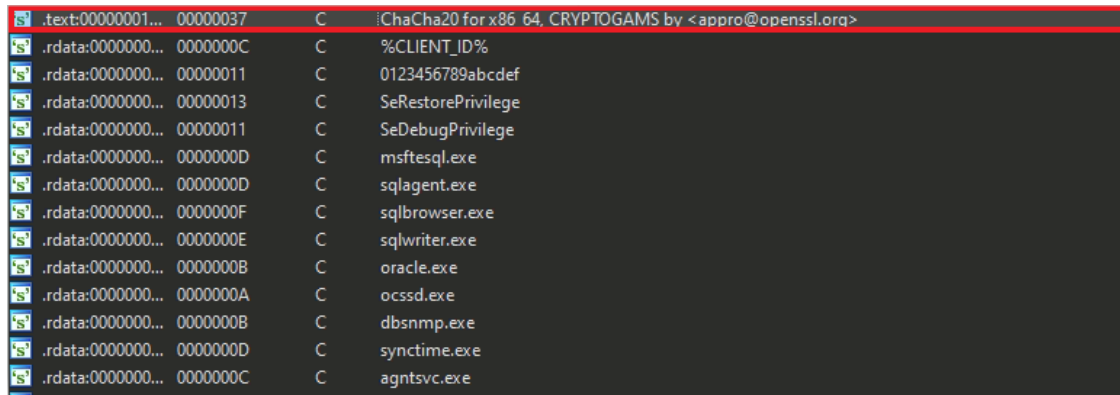 's' .text:00000001... 00000037 C ChaCha20 for x86_64, CRYPTOGAMS by <appro@openssl.org>
's' .rdata:0000000... 0000000C C %CLIENT_ID%
's' .rdata:0000000... 00000011 C 0123456789abcdef
's' .rdata:0000000... 00000013 C SeRestorePrivilege
's' .rdata:0000000... 00000011 C SeDebugPrivilege
's' .rdata:0000000... 0000000D C msftesql.exe
's' .rdata:0000000... 0000000D C sqlagent.exe
's' .rdata:0000000... 0000000F C sqlbrowser.exe
's' .rdata:0000000... 0000000E C sqlwriter.exe
's' .rdata:0000000... 0000000B C oracle.exe
's' .rdata:0000000... 0000000A C ocssd.exe
's' .rdata:0000000... 0000000B C dbsnmp.exe
's' .rdata:0000000... 0000000D C synctime.exe
's' .rdata:0000000... 0000000C C agntsvc.exe